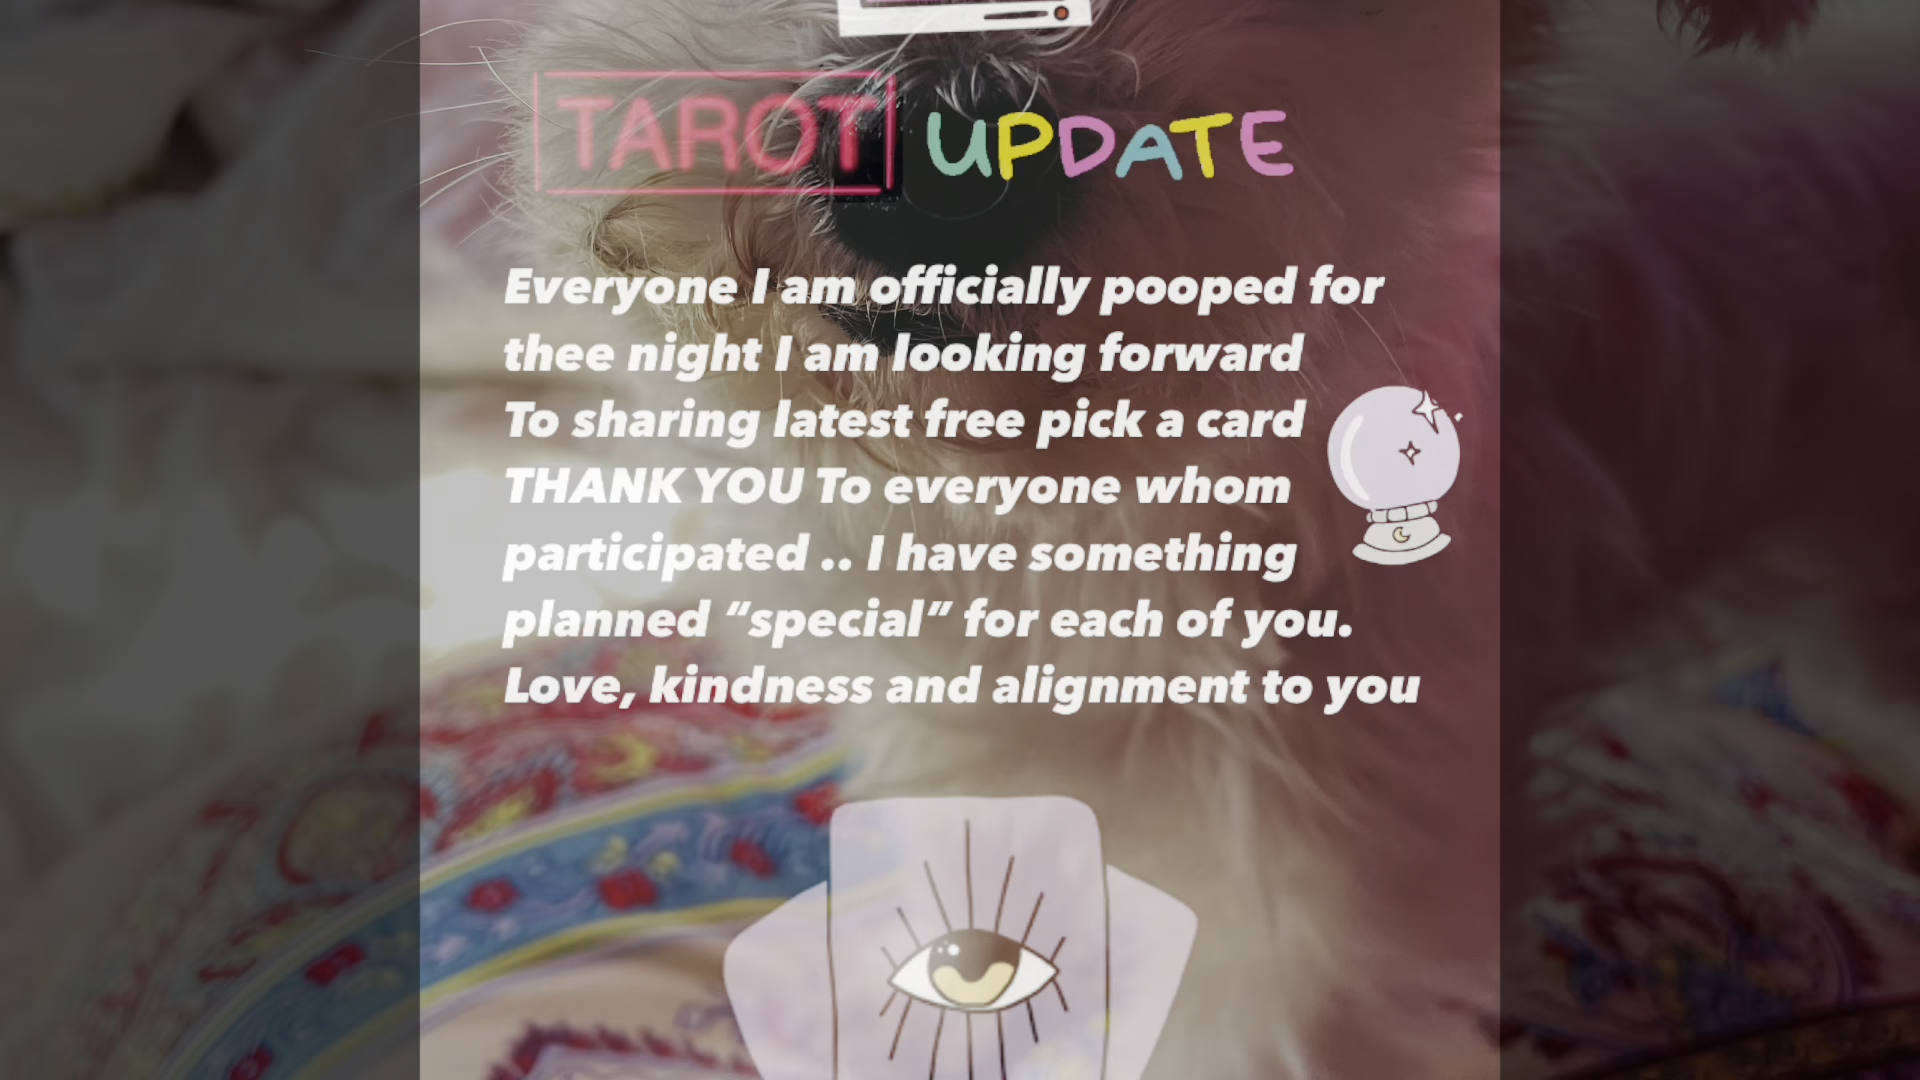 TAROT UPDATE
Everyone I am officially pooped for
thee night I am looking forward
To sharing latest free pick a card
THANK YOU To everyone whom
participated .. I have something
planned “special” for each of you.
Love, kindness and alignment to you